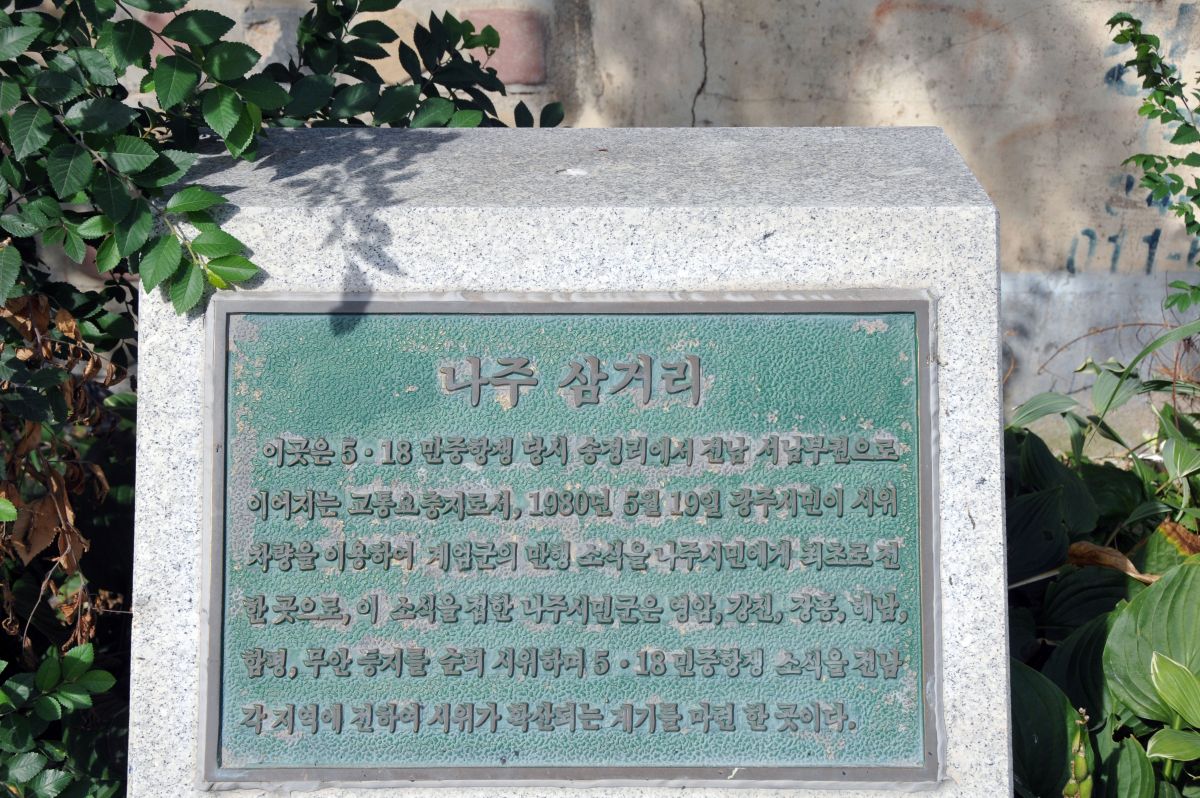 나주 삼거리
이곳은 5·18 민중항쟁 당시 송정리에서 전남 서남부권으로
이어지는 교통요충지로서, 1980년 5월 19일 광주시민이 시위
차량을 이용하여 계엄군의 만행 소식을 나주시민에게 최초로 전
한 곳으로, 이 소식을 접한 나주시민군은 영암, 강진, 장흥, 해남,
함평, 무안 등지를 순회 시위하며 5·18 민중항쟁 소식을 전남
각 지역에 전하여 시위가 확산되는 계기를 마련 한 곳이다.
011-